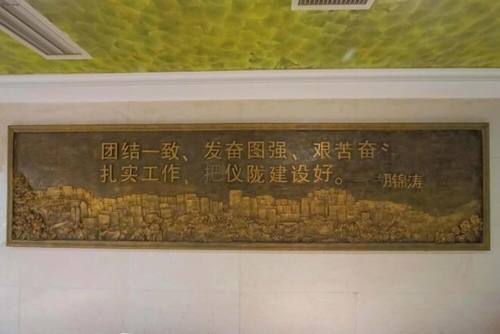 团结一致、发奋图强、艰苦奋
扎实工作,把仪陇建设好。
胡锦涛